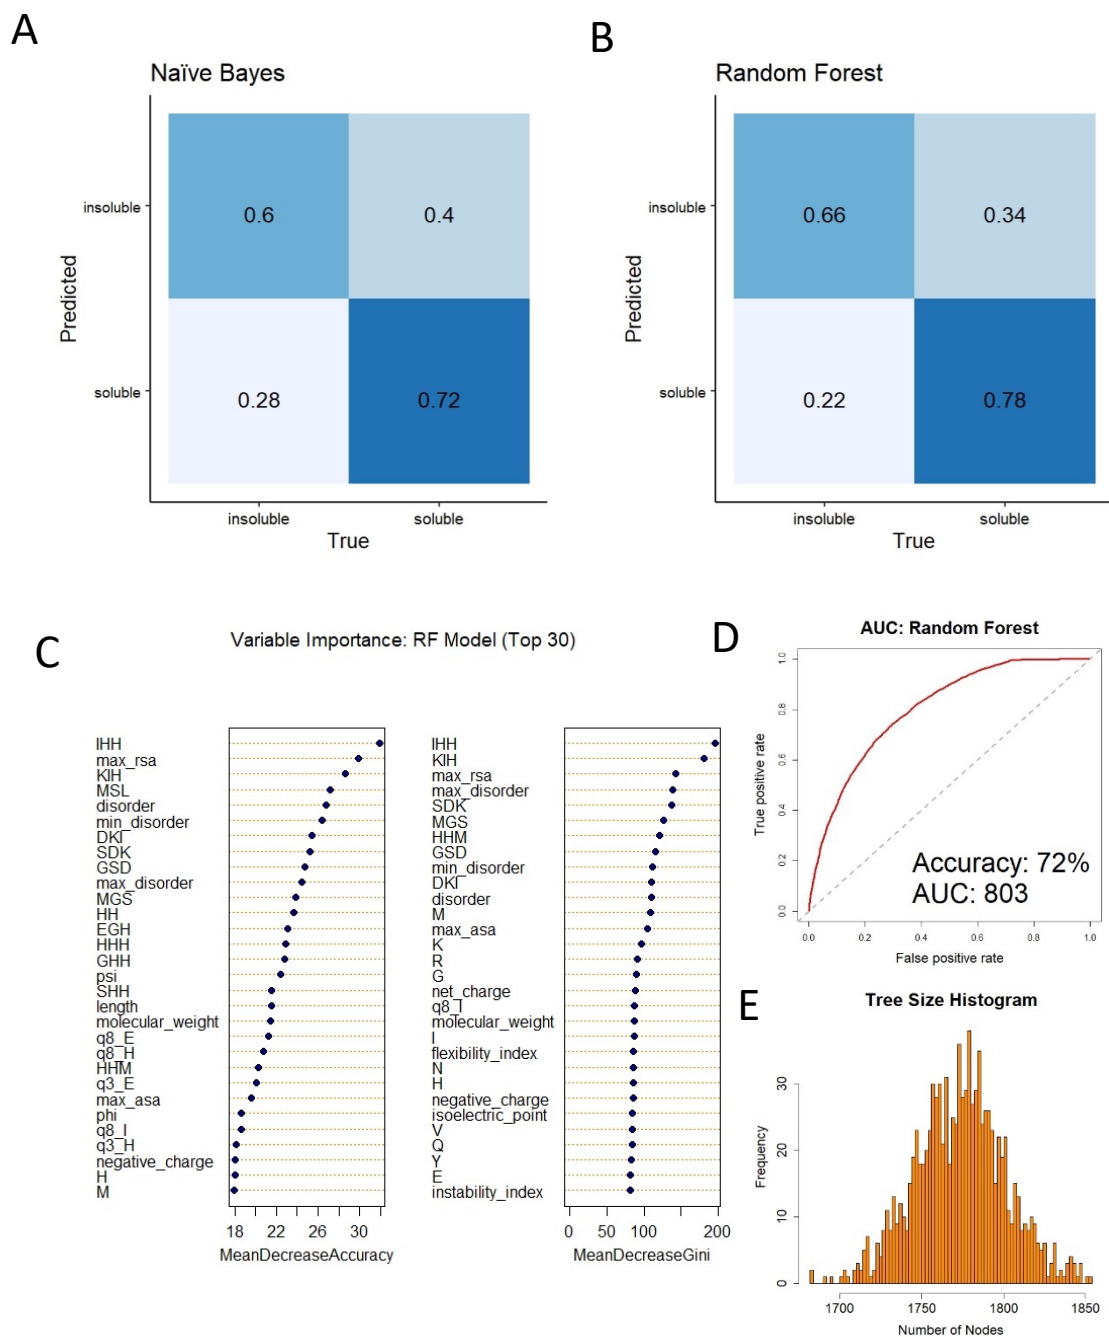 A
B
Naïve Bayes
Random Forest
Predicted
insoluble
0.6
0.4
soluble
0.28
0.72
insoluble
soluble
True
Predicted
insoluble
0.66
0.34
soluble
0.22
0.78
insoluble
soluble
True
C
Variable Importance: RF Model (Top 30)
IHH
max_rsa
KIH
MSL
disorder
min_disorder
DKI
SDK
GSD
max_disorder
MGS
HH
EGH
HHH
GHH
psi
SHH
length
molecular_weight
q8_E
q8_H
HHM
q3_E
max_asa
phi
q8_I
q3_H
negative_charge
H
M
18 22 26 30
MeanDecreaseAccuracy
IHH
KIH
max_rsa
max_disorder
SDK
MGS
HHM
GSD
min_disorder
DKI
disorder
M
max_asa
K
R
G
net_charge
q8_I
molecular_weight
I
flexibility_index
N
H
negative_charge
isoelectric_point
V
Q
Y
E
instability_index
0 50 100 200
MeanDecreaseGini
D
AUC: Random Forest
True positive rate
1.0
0.8
0.6
0.4
0.2
0.0
Accuracy: 72%
AUC: 803
0.0 0.2 0.4 0.6 0.8 1.0
False positive rate
E
Tree Size Histogram
Frequency
30
20
10
0
1700 1750 1800 1850
Number of Nodes